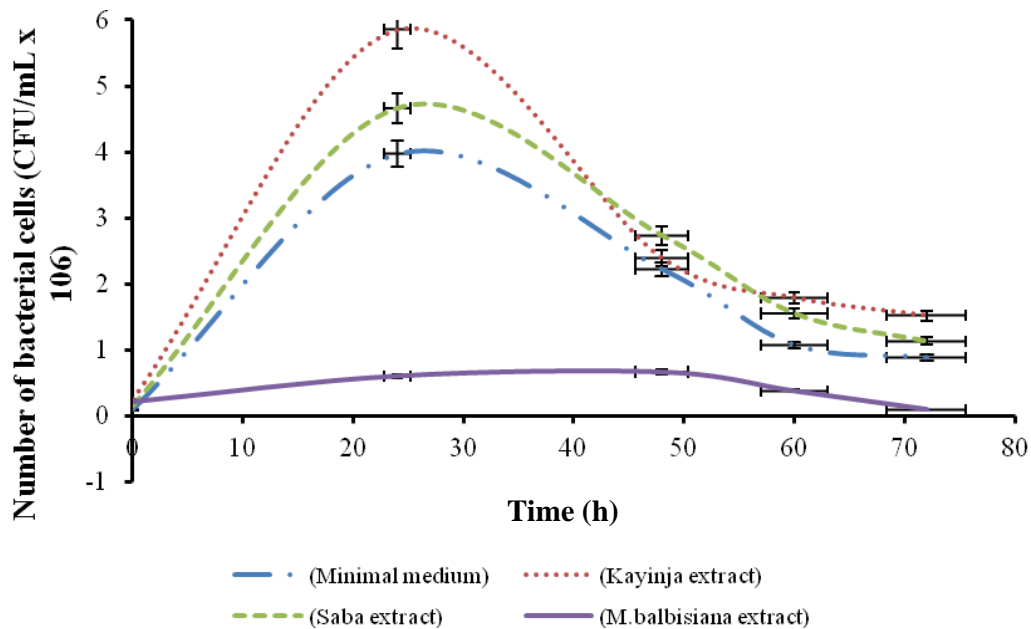 Number of bacterial cells (CFU/mL x
106)
6
5
4
3
2
1
0
-1
0 10 20 30 40 50 60 70 80
Time (h)
(Minimal medium) (Kayinja extract)
(Saba extract) (M.balbisiana extract)